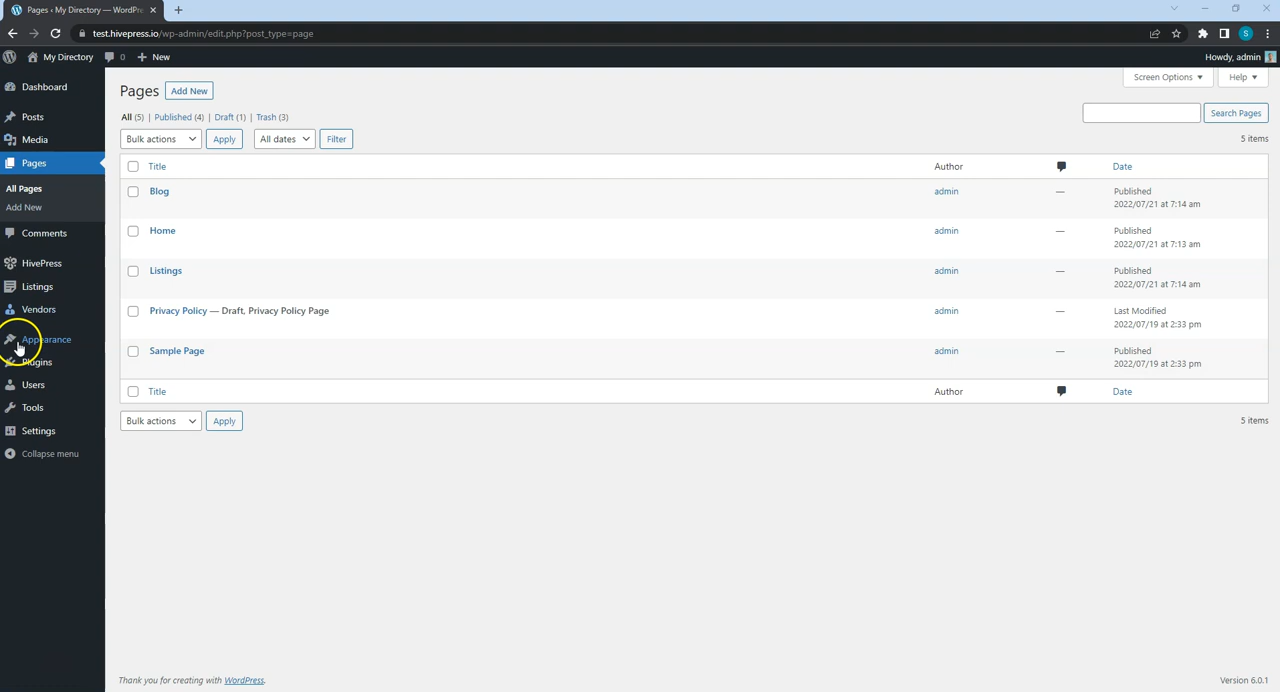 Pages ‹ My Directory — WordPre
test.hivepress.io/wp-admin/edit.php?post_type=page
S
My Directory 0 New
Howdy, admin
Dashboard
Posts
Media
Pages
All Pages
Add New
Comments
HivePress
Listings
Vendors
Appearance
Plugins
Users
Tools
Settings
Collapse menu
Screen Options ▼ Help ▼
Pages Add New
All (5) | Published (4) | Draft (1) | Trash (3)
Search Pages
Bulk actions Apply All dates Filter
5 items
Title Author Date
Blog admin — Published
2022/07/21 at 7:14 am
Home admin — Published
2022/07/21 at 7:13 am
Listings admin — Published
2022/07/21 at 7:14 am
Privacy Policy — Draft, Privacy Policy Page admin — Last Modified
2022/07/19 at 2:33 pm
Sample Page admin — Published
2022/07/19 at 2:33 pm
Title Author Date
Bulk actions Apply
5 items
Thank you for creating with WordPress.
Version 6.0.1